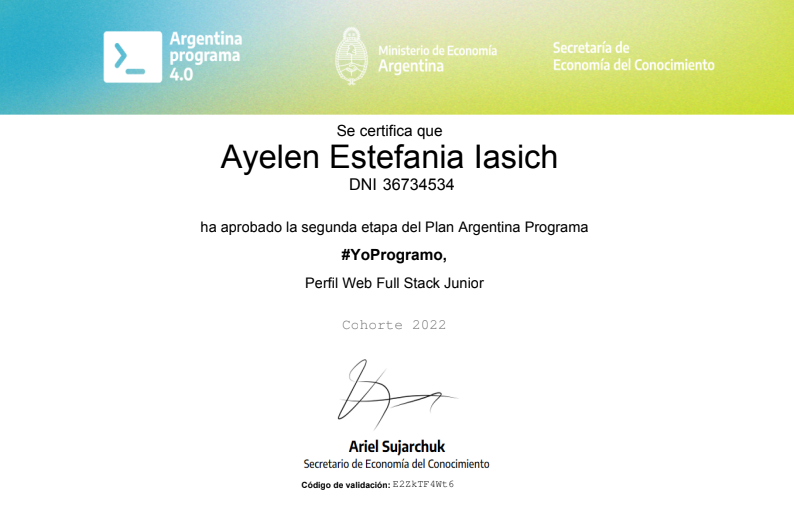 Argentina
programa
4.0
Ministerio de Economía
Argentina
Secretaría de
Economía del Conocimiento
Se certifica que
Ayelen Estefania Iasich
DNI 36734534
ha aprobado la segunda etapa del Plan Argentina Programa
#YoProgramo,
Perfil Web Full Stack Junior
Cohorte 2022
Ariel Sujarchuk
Secretario de Economía del Conocimiento
Código de validación: E2ZkTF4Wt6